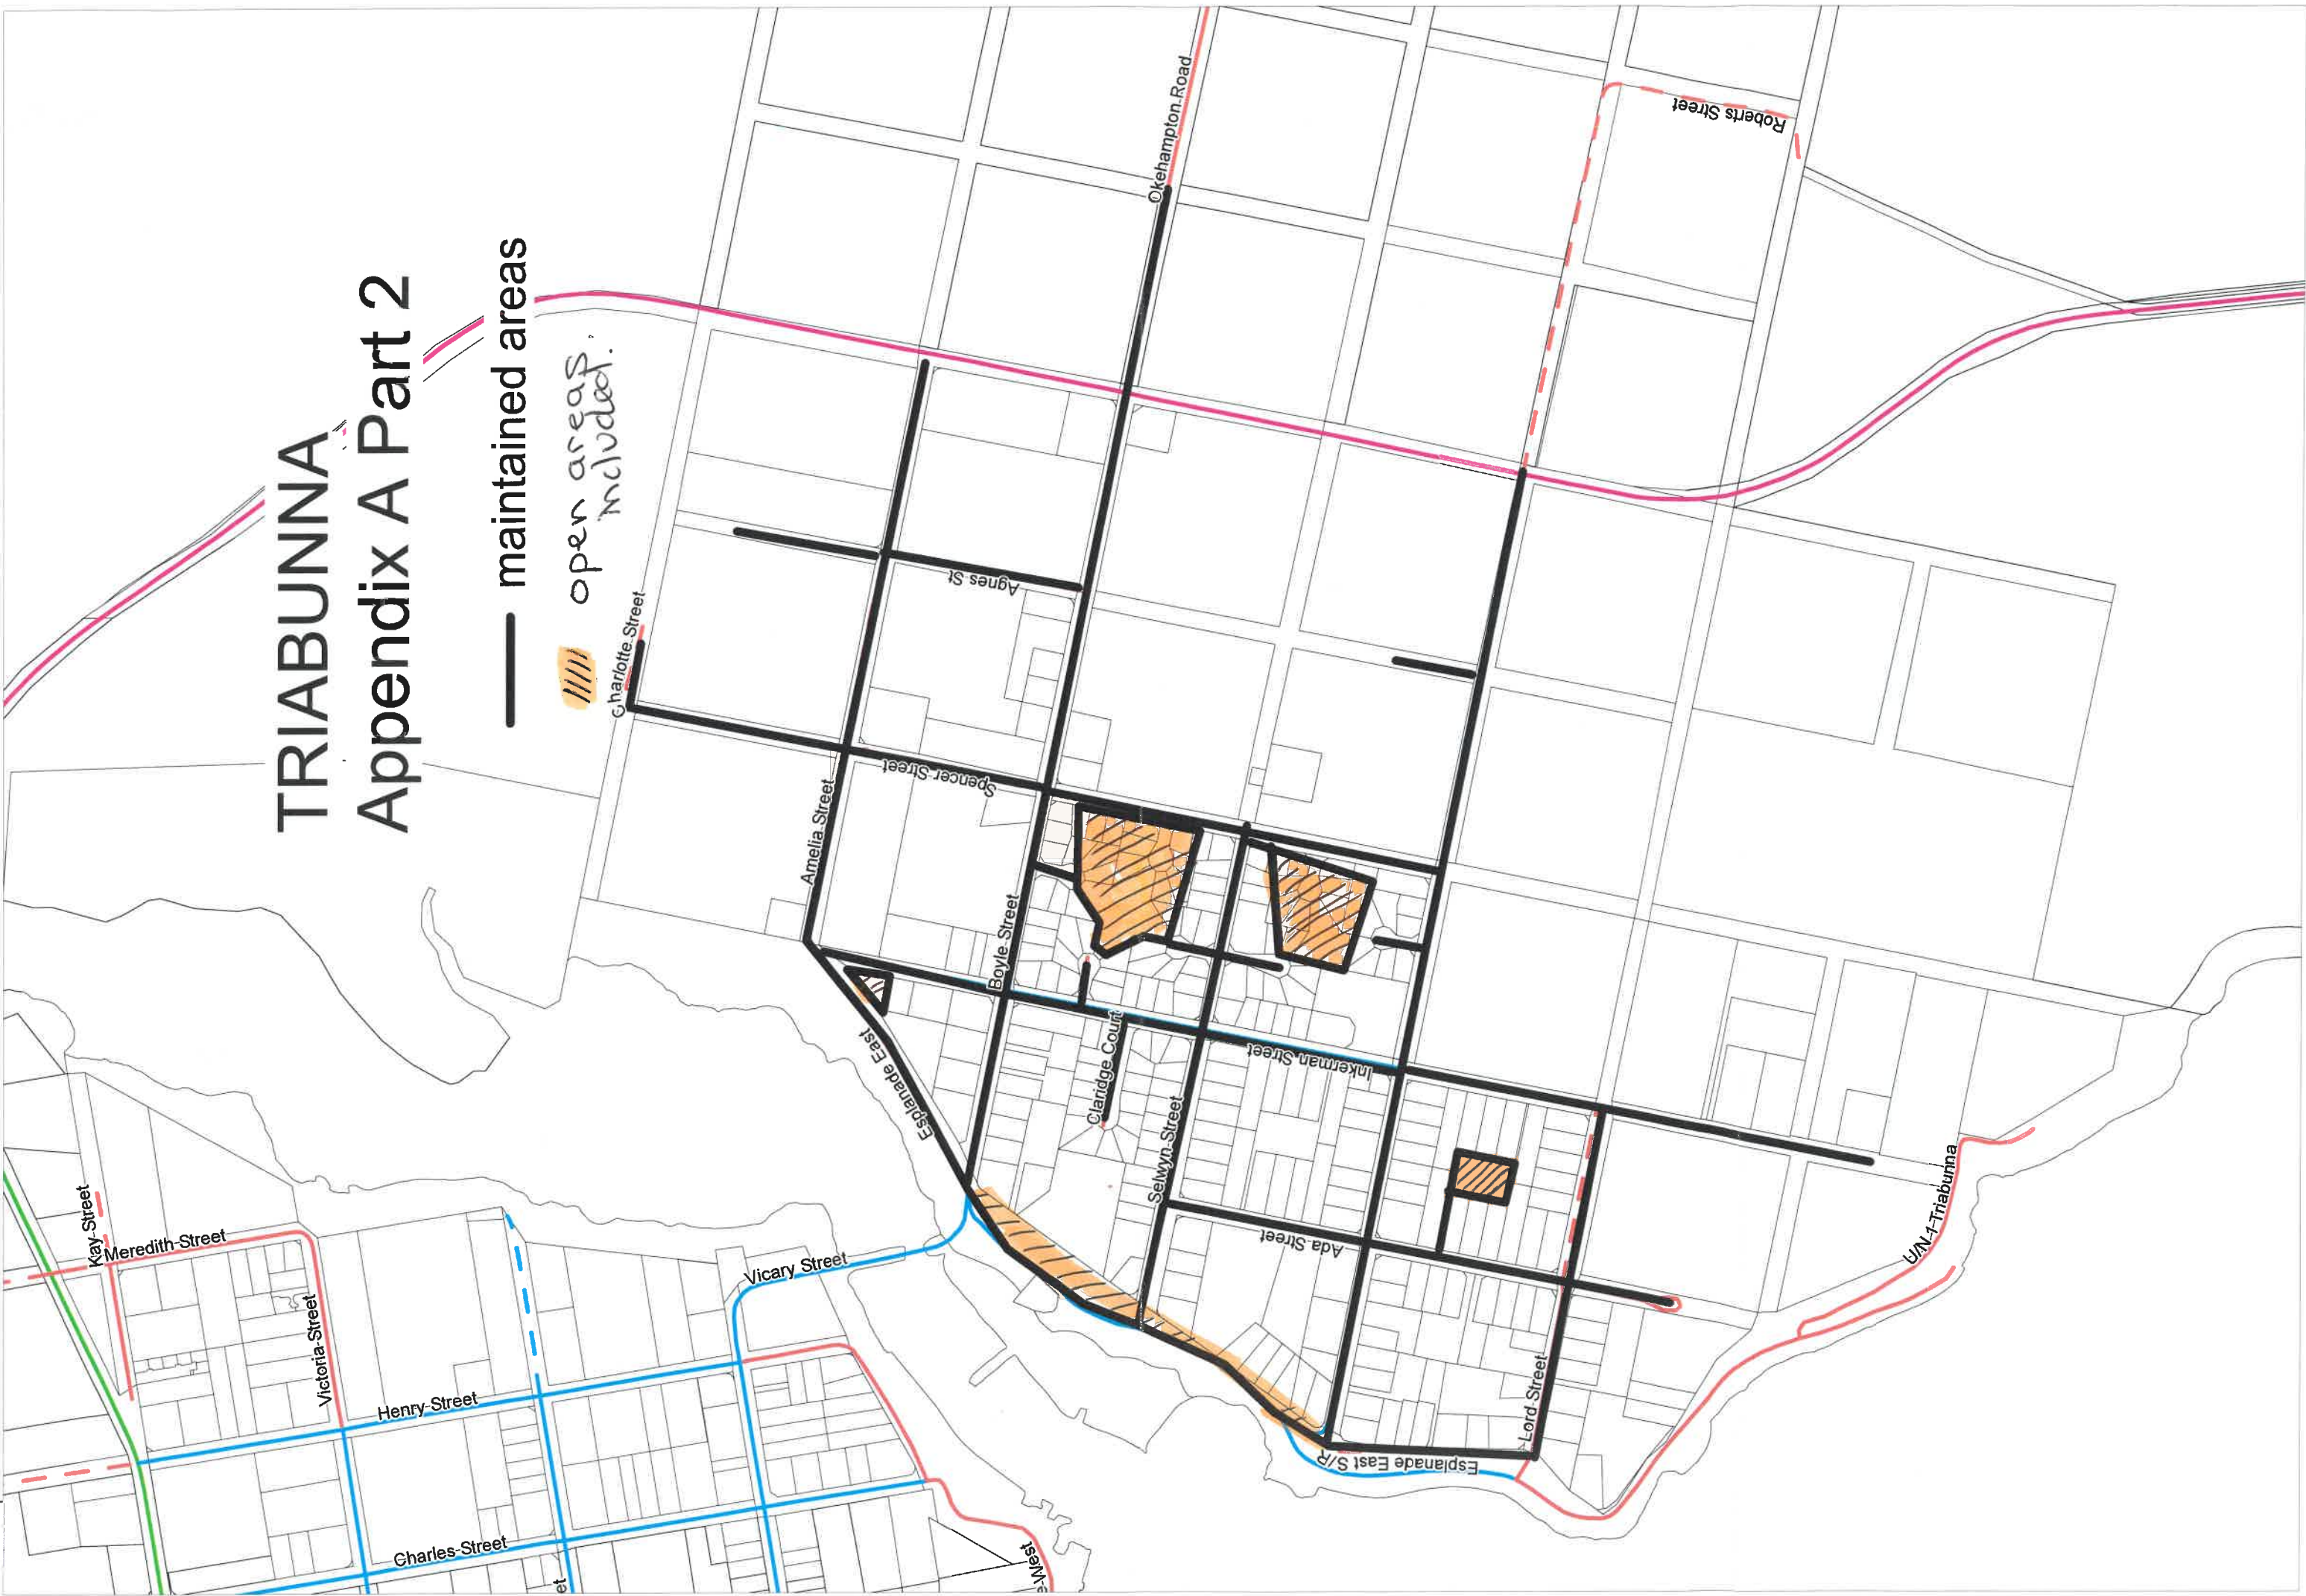 TRIABUNNA
Appendix A Part 2
maintained areas
open areas
included.
Okehampton Road
Roberts Street
Charlotte Street
Agnes St
Spencer Street
Amelia Street
Boyle Street
Esplanade East
Claridge Court
Inkerman Street
Selwyn Street
Ada Street
Lord Street
Esplanade East S/R
U/N 1 Triabunna
Kay Street
Meredith Street
Victoria Street
Vicary Street
Henry Street
Charles Street
et
e West